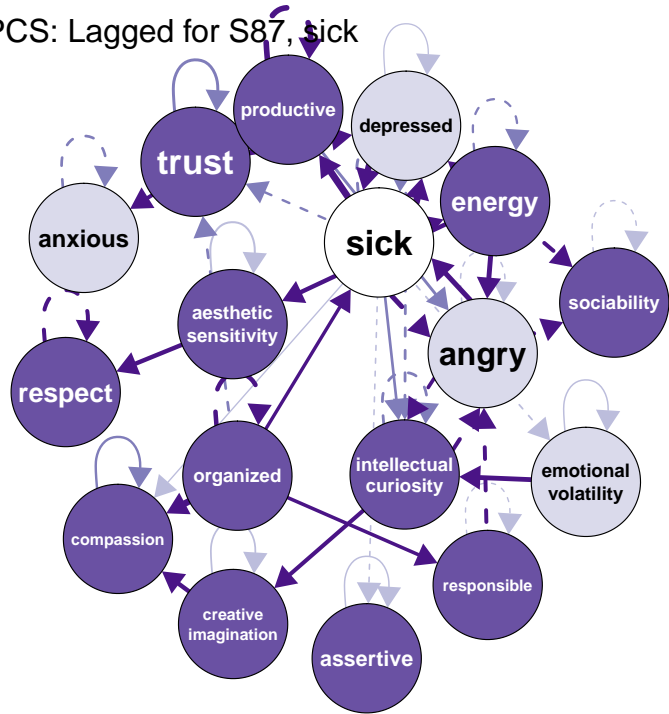 PCS: Lagged for S87, sick
productive
depressed
trust
energy
anxious
sick
aesthetic
sensitivity
sociability
angry
respect
organized
intellectual
curiosity
emotional
volatility
compassion
responsible
creative
imagination
assertive